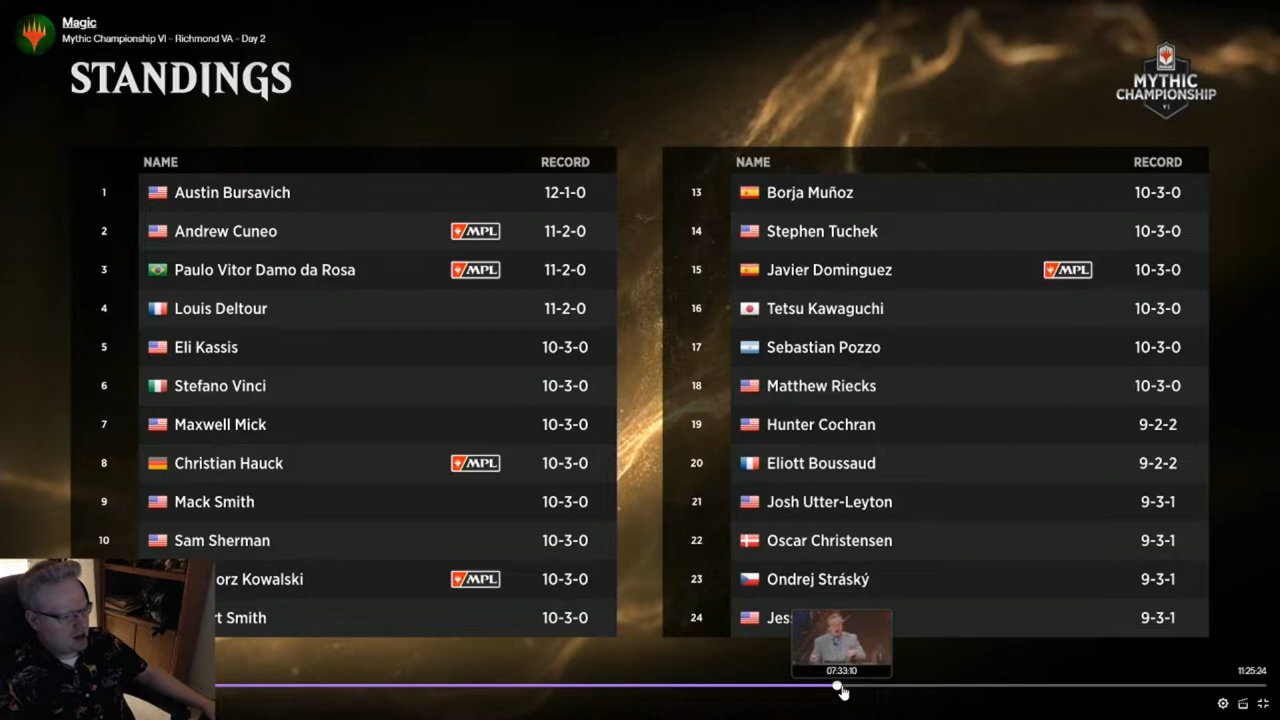 Magic
Mythic Championship VI - Richmond VA - Day 2
STANDINGS
MYTHIC
CHAMPIONSHIP
VI
NAME RECORD
1 Austin Bursavich 12-1-0
2 Andrew Cuneo MPL 11-2-0
3 Paulo Vitor Damo da Rosa MPL 11-2-0
4 Louis Deltour 11-2-0
5 Eli Kassis 10-3-0
6 Stefano Vinci 10-3-0
7 Maxwell Mick 10-3-0
8 Christian Hauck MPL 10-3-0
9 Mack Smith 10-3-0
10 Sam Sherman 10-3-0
orz Kowalski MPL 10-3-0
rt Smith 10-3-0
NAME RECORD
13 Borja Muñoz 10-3-0
14 Stephen Tuchek 10-3-0
15 Javier Dominguez MPL 10-3-0
16 Tetsu Kawaguchi 10-3-0
17 Sebastian Pozzo 10-3-0
18 Matthew Riecks 10-3-0
19 Hunter Cochran 9-2-2
20 Eliott Boussaud 9-2-2
21 Josh Utter-Leyton 9-3-1
22 Oscar Christensen 9-3-1
23 Ondrej Stráský 9-3-1
24 Jes 9-3-1
07:33:10
11:25:24